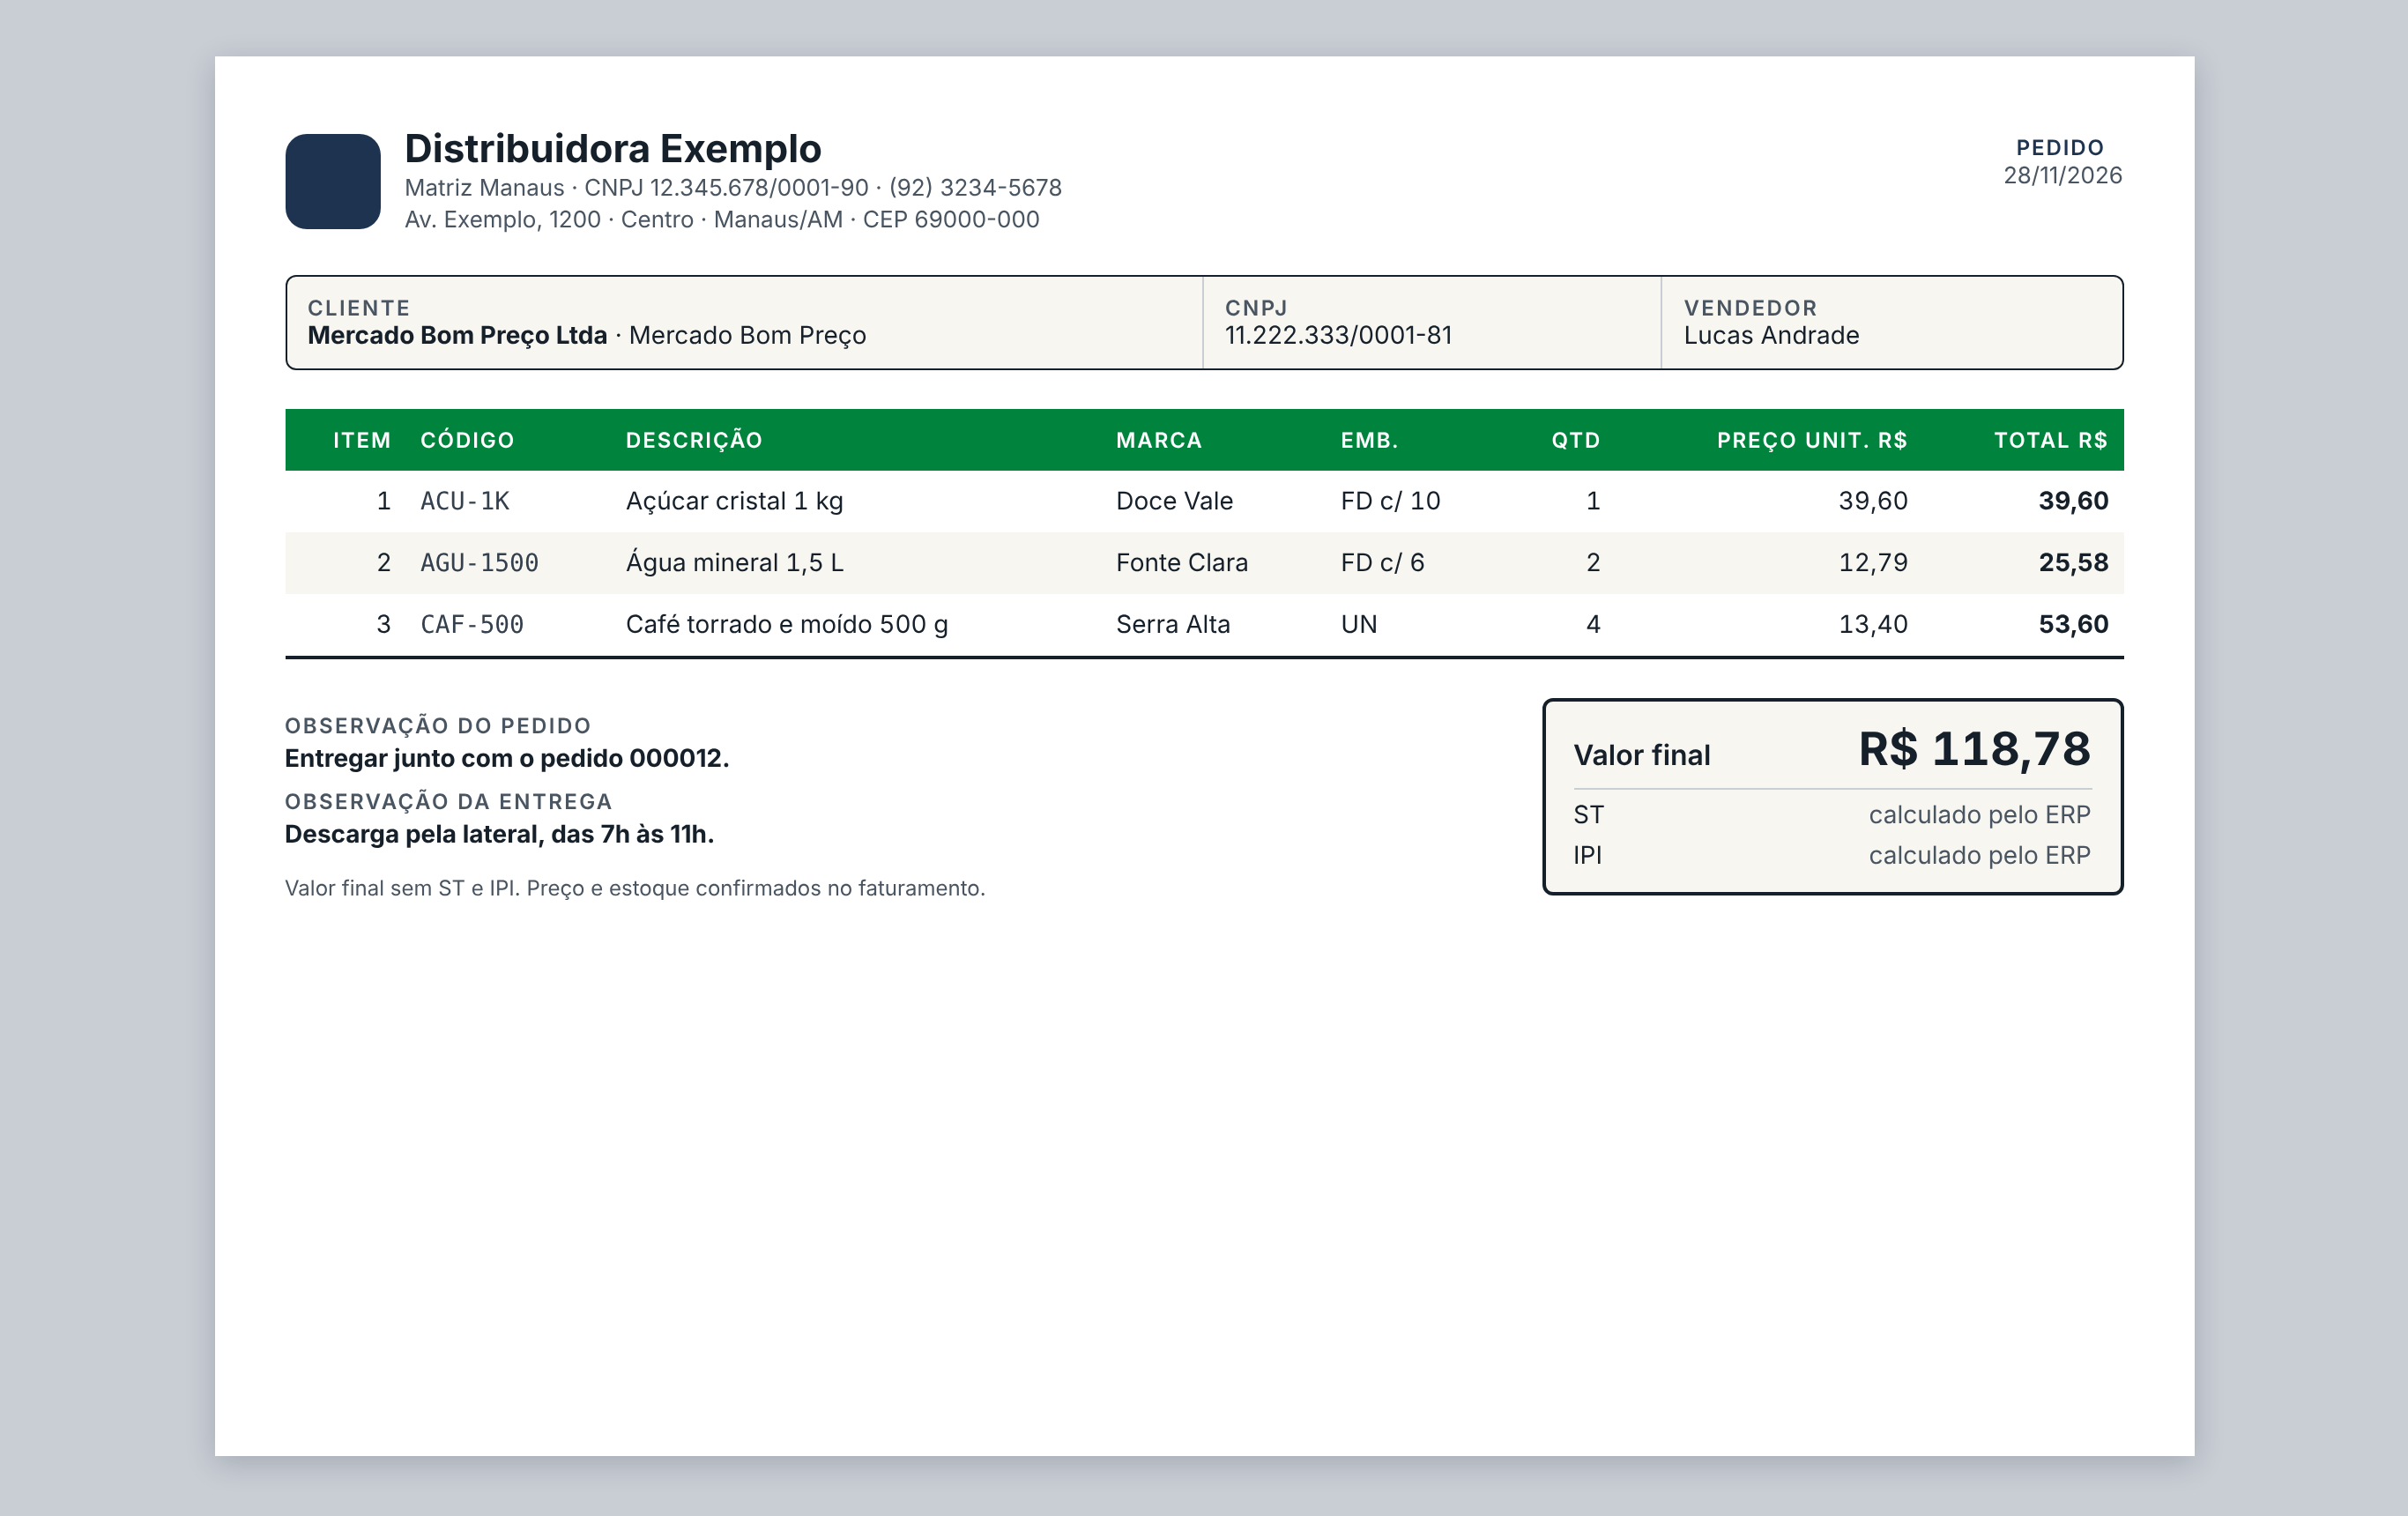 Distribuidora Exemplo
Matriz Manaus · CNPJ 12.345.678/0001-90 · (92) 3234-5678
Av. Exemplo, 1200 · Centro · Manaus/AM · CEP 69000-000
PEDIDO
28/11/2026
CLIENTE
Mercado Bom Preço Ltda · Mercado Bom Preço
CNPJ
11.222.333/0001-81
VENDEDOR
Lucas Andrade
ITEM CÓDIGO DESCRIÇÃO MARCA EMB. QTD PREÇO UNIT. R$ TOTAL R$
1 ACU-1K Açúcar cristal 1 kg Doce Vale FD c/ 10 1 39,60 39,60
2 AGU-1500 Água mineral 1,5 L Fonte Clara FD c/ 6 2 12,79 25,58
3 CAF-500 Café torrado e moído 500 g Serra Alta UN 4 13,40 53,60
OBSERVAÇÃO DO PEDIDO
Entregar junto com o pedido 000012.
OBSERVAÇÃO DA ENTREGA
Descarga pela lateral, das 7h às 11h.
Valor final sem ST e IPI. Preço e estoque confirmados no faturamento.
Valor final R$ 118,78
ST calculado pelo ERP
IPI calculado pelo ERP